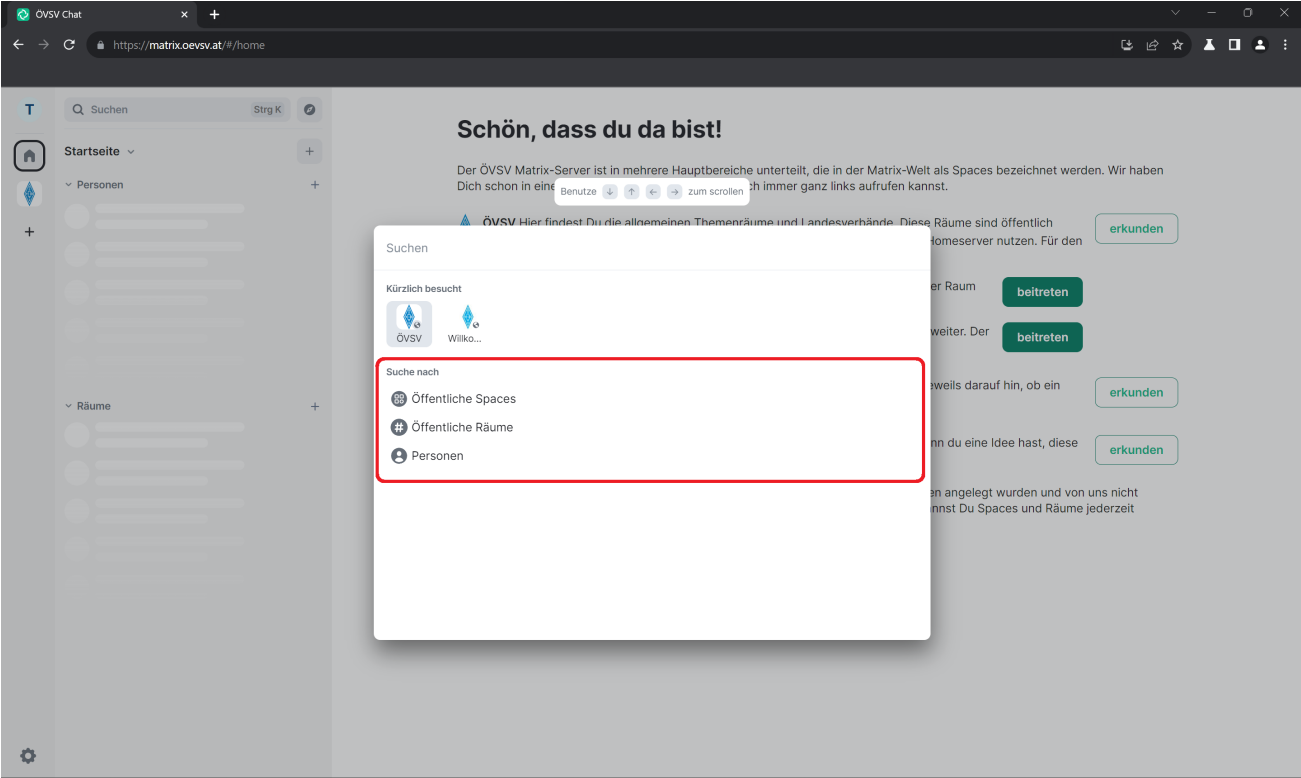 ÖVSV Chat
https://matrix.oevsv.at/#/home
T
Suchen
Strg K
Startseite
Personen
Räume
Schön, dass du da bist!
Der ÖVSV Matrix-Server ist in mehrere Hauptbereiche unterteilt, die in der Matrix-Welt als Spaces bezeichnet werden. Wir haben
Dich schon in eine
ch immer ganz links aufrufen kannst.
Benutze ↓ ↑ ← → zum scrollen
ÖVSV Hier findest Du die allgemeinen Themenräume und Landesverbände. Diese Räume sind öffentlich
Homeserver nutzen. Für den
erkunden
er Raum
beitreten
weiter. Der
beitreten
eweils darauf hin, ob ein
erkunden
nn du eine Idee hast, diese
erkunden
en angelegt wurden und von uns nicht
nnst Du Spaces und Räume jederzeit
Suchen
Kürzlich besucht
ÖVSV
Willko...
Suche nach
Öffentliche Spaces
Öffentliche Räume
Personen